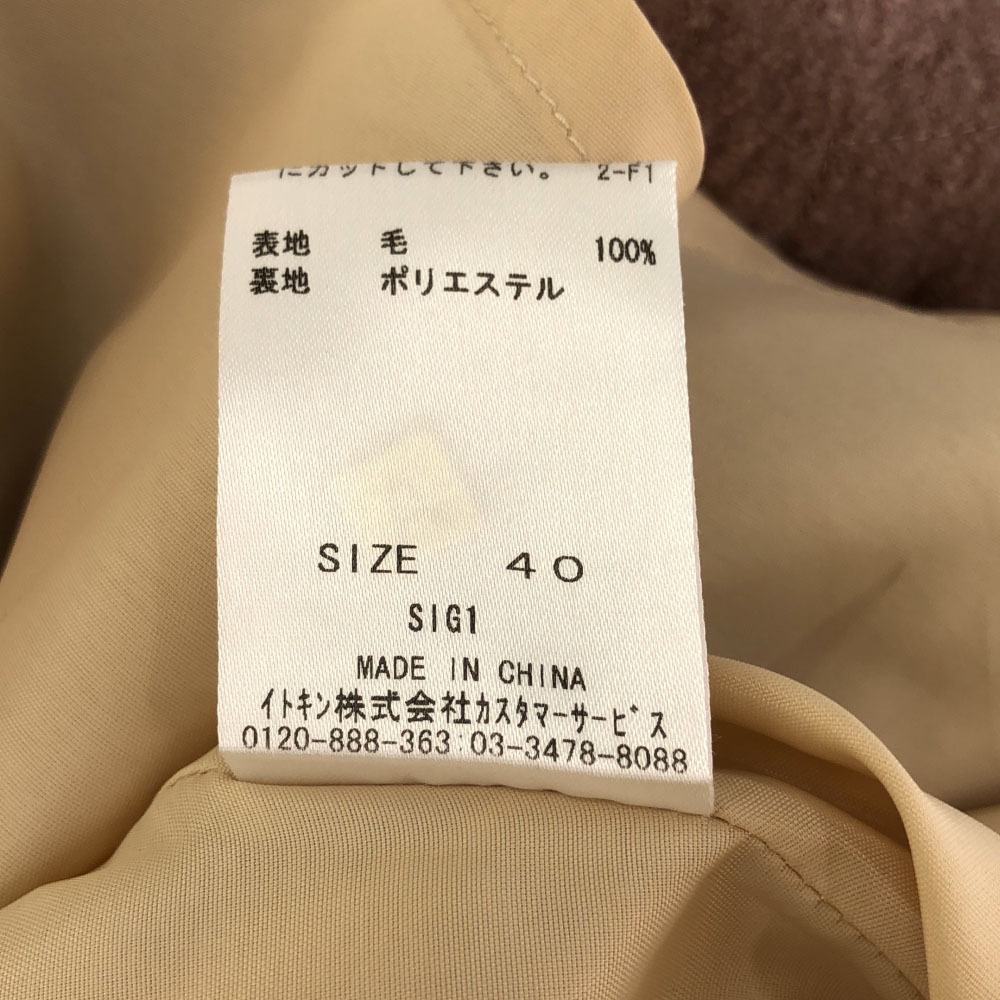 にカットして下さい。 2-F1
表地 毛 100%
裏地 ポリエステル
SIZE 40
SIG1
MADE IN CHINA
イトキン株式会社カスタマーサービス
0120-888-363:03-3478-8088